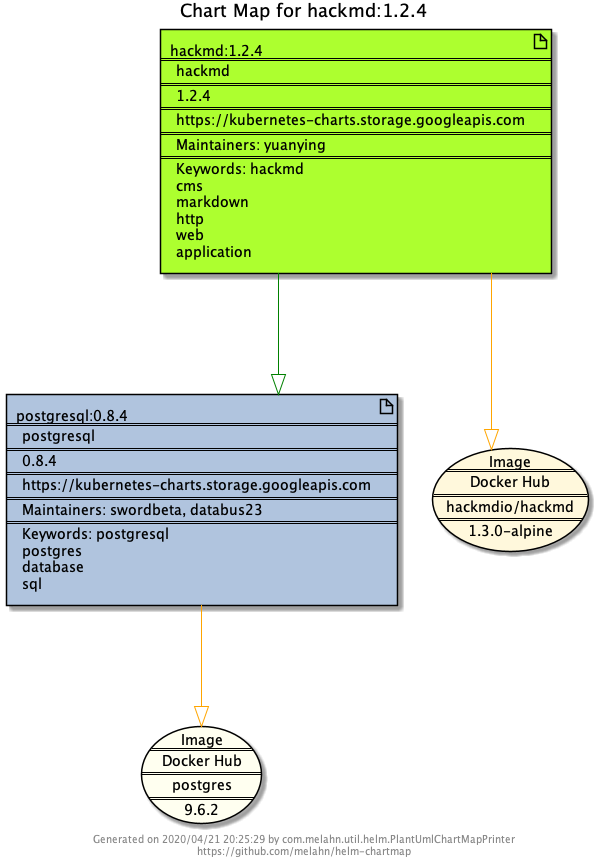 Chart Map for hackmd:1.2.4
hackmd:1.2.4
hackmd
1.2.4
https://kubernetes-charts.storage.googleapis.com
Maintainers: yuanying
Keywords: hackmd
cms
markdown
http
web
application
postgresql:0.8.4
postgresql
0.8.4
https://kubernetes-charts.storage.googleapis.com
Maintainers: swordbeta, databus23
Keywords: postgresql
postgres
database
sql
Image
Docker Hub
hackmdio/hackmd
1.3.0-alpine
Image
Docker Hub
postgres
9.6.2
Generated on 2020/04/21 20:25:29 by com.melahn.util.helm.PlantUmlChartMapPrinter
https://github.com/melahn/helm-chartmap